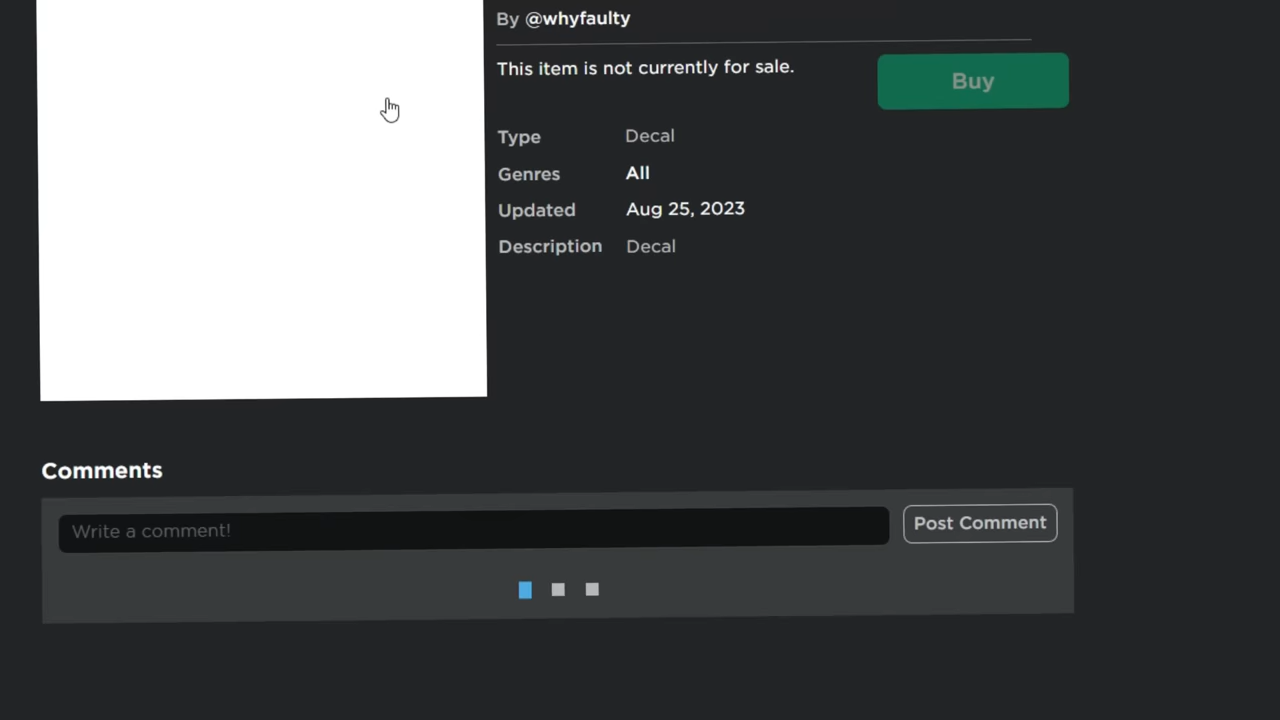 By @whyfaulty
This item is not currently for sale.
Buy
Type Decal
Genres All
Updated Aug 25, 2023
Description Decal
Comments
Write a comment!
Post Comment